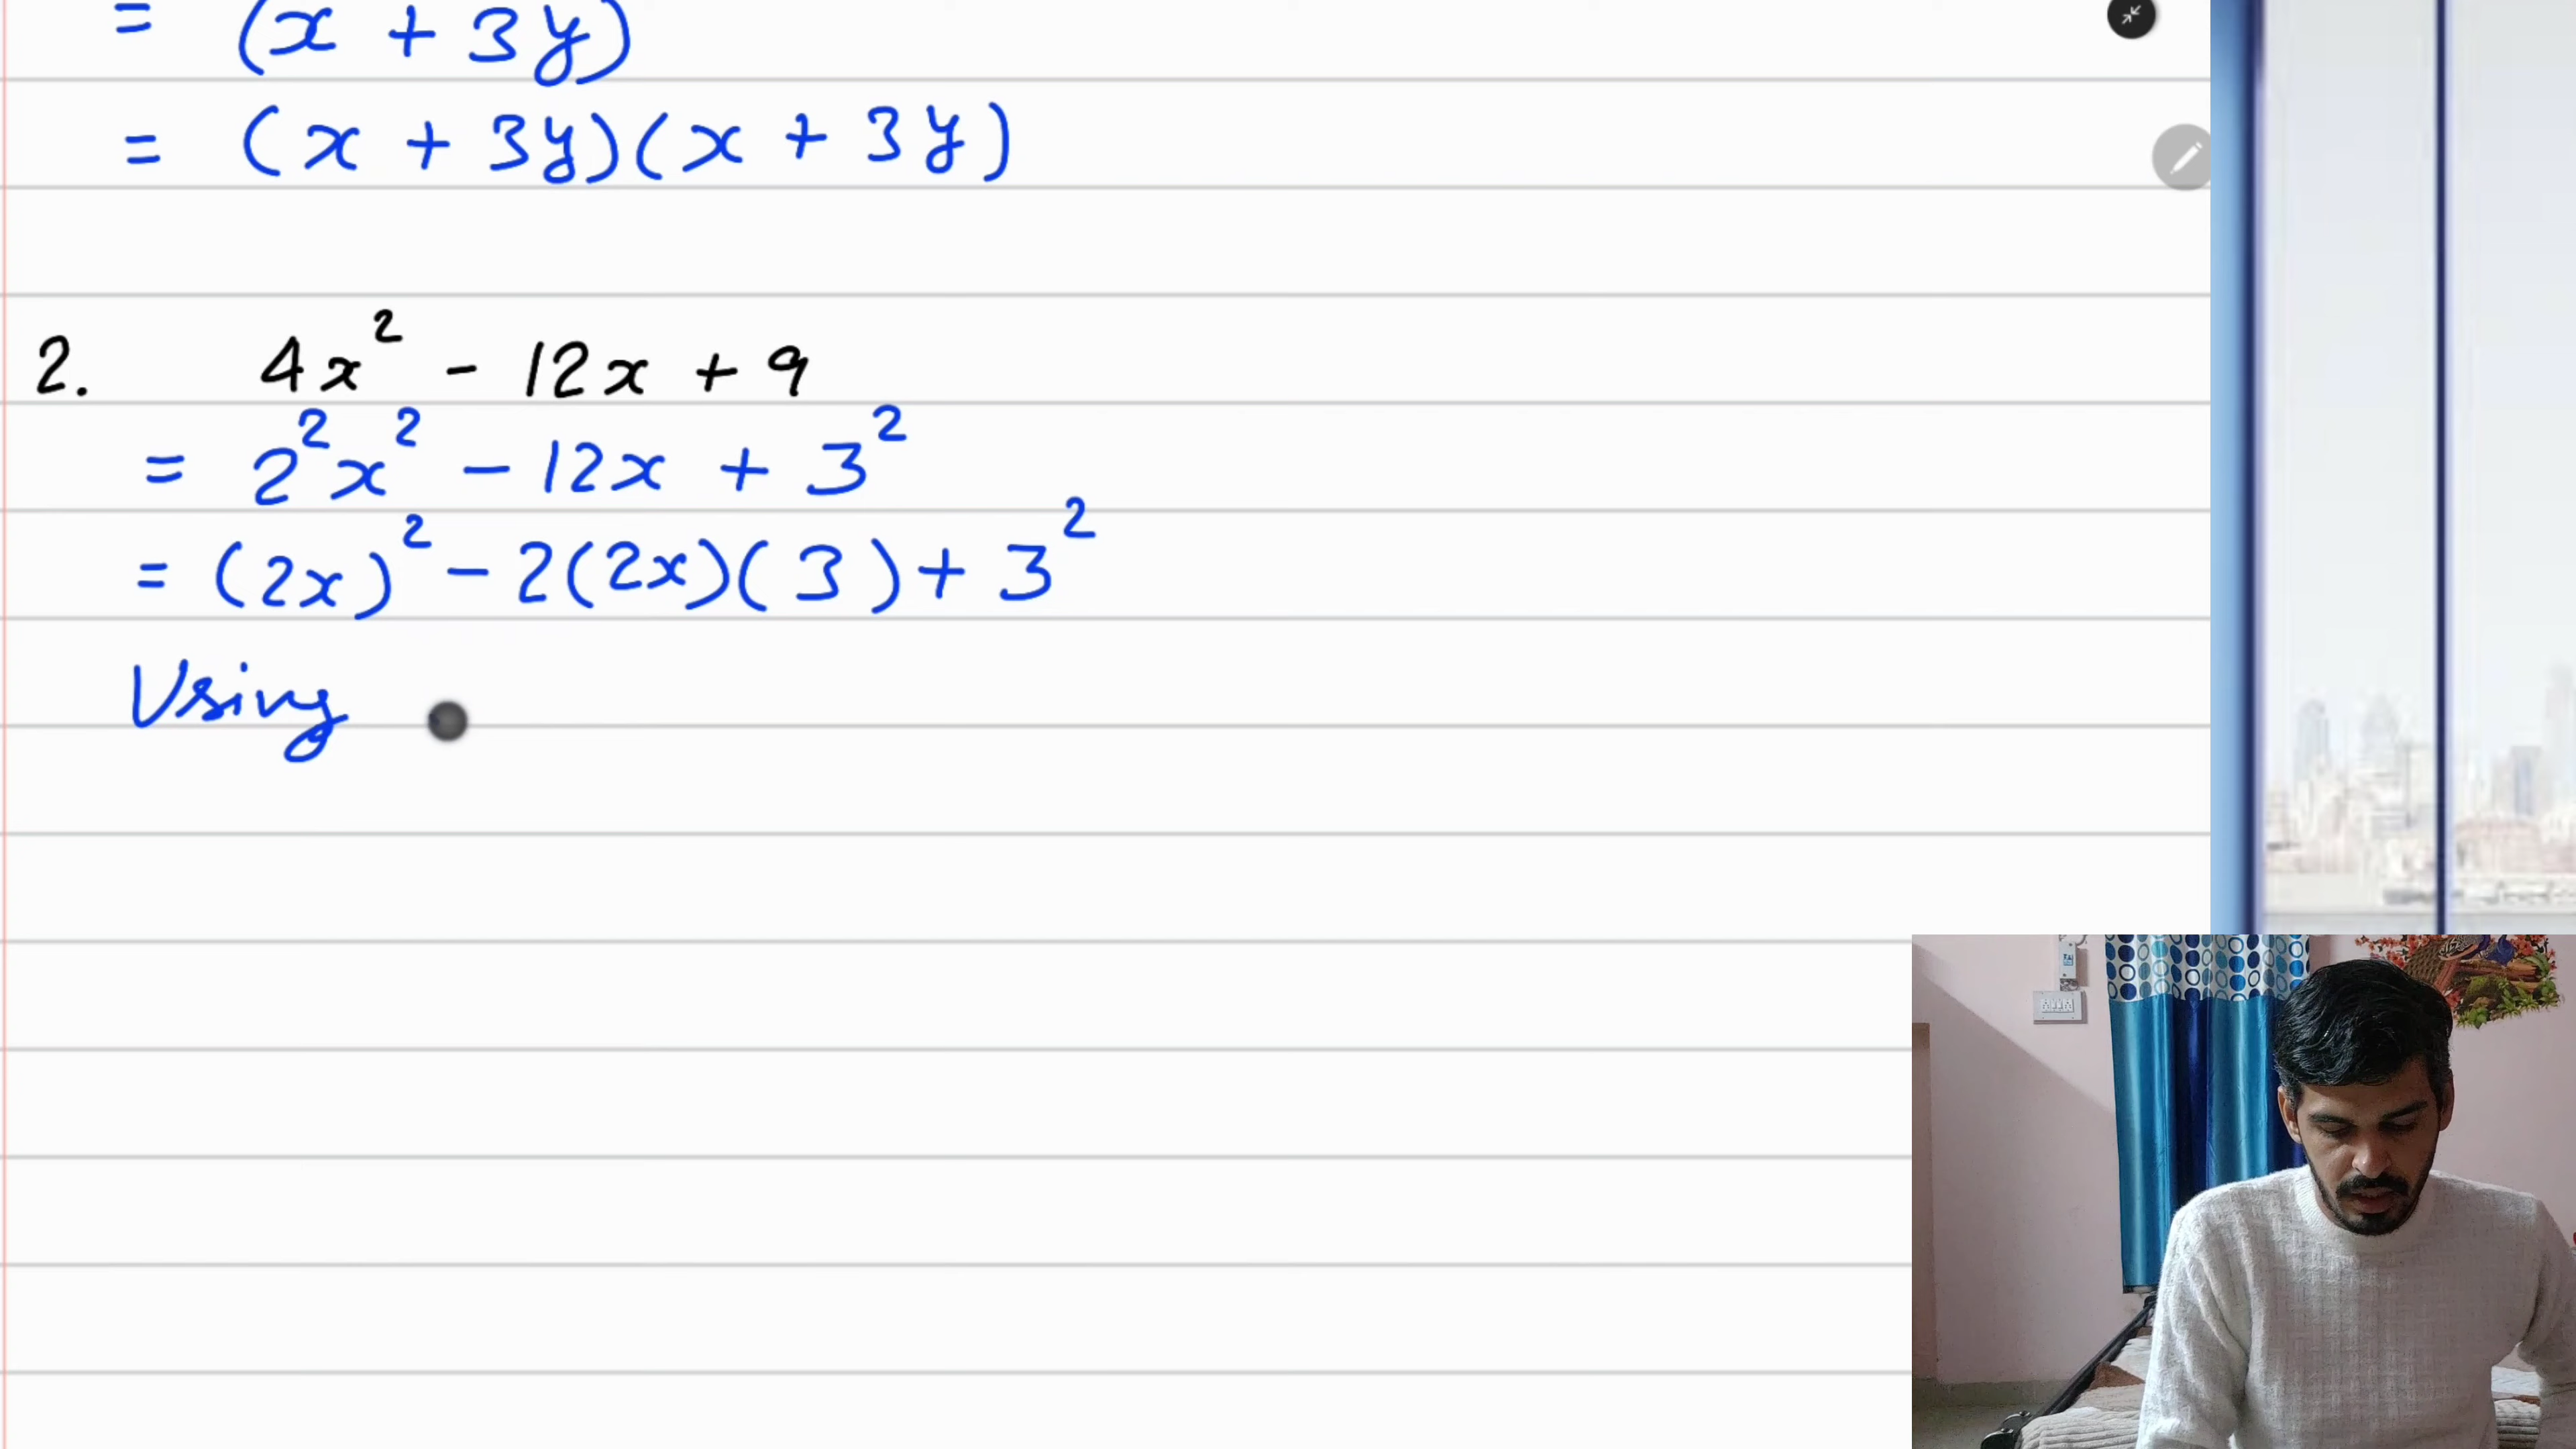 = (x + 3y)
= (x + 3y)(x + 3y)
2. 4x² - 12x + 9
= 2²x² - 12x + 3²
= (2x)² - 2(2x)(3) + 3²
Using